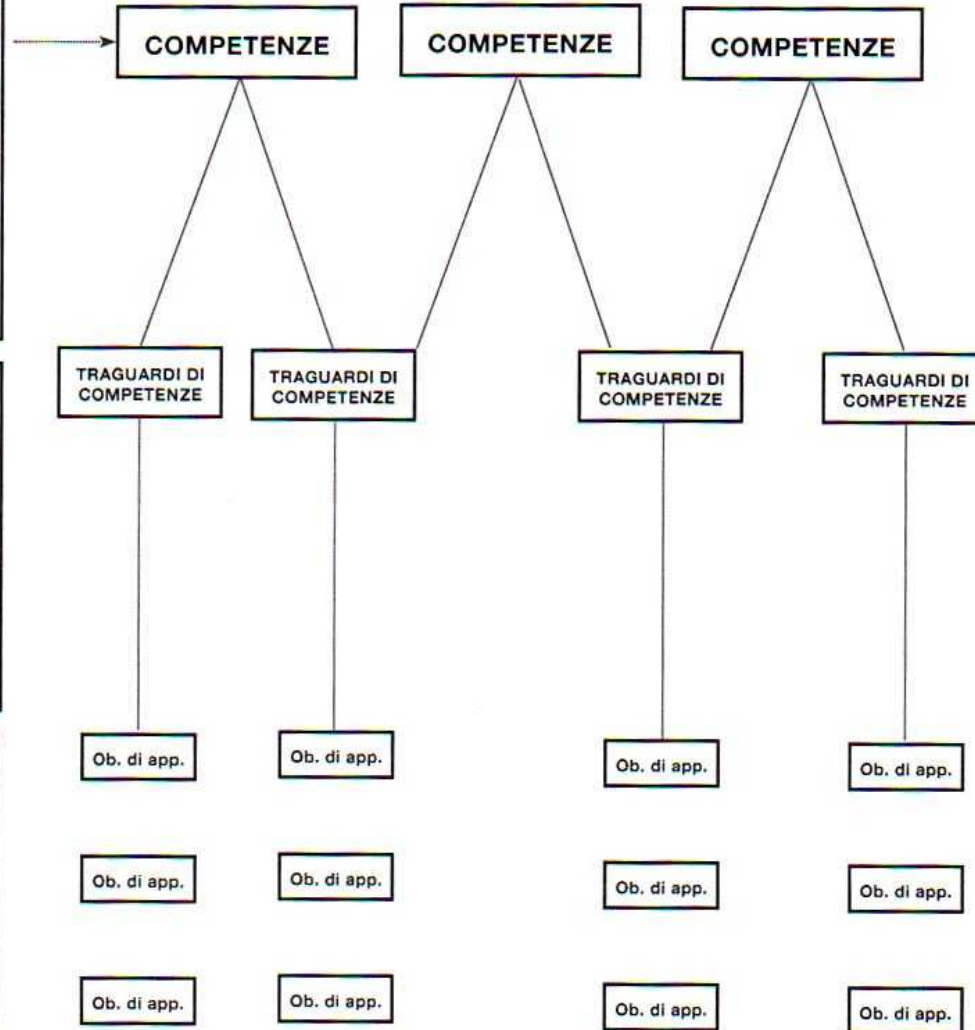 COMPETENZE
COMPETENZE
COMPETENZE
TRAGUARDI DI
COMPETENZE
TRAGUARDI DI
COMPETENZE
TRAGUARDI DI
COMPETENZE
TRAGUARDI DI
COMPETENZE
Ob. di app.
Ob. di app.
Ob. di app.
Ob. di app.
Ob. di app.
Ob. di app.
Ob. di app.
Ob. di app.
Ob. di app.
Ob. di app.
Ob. di app.
Ob. di app.